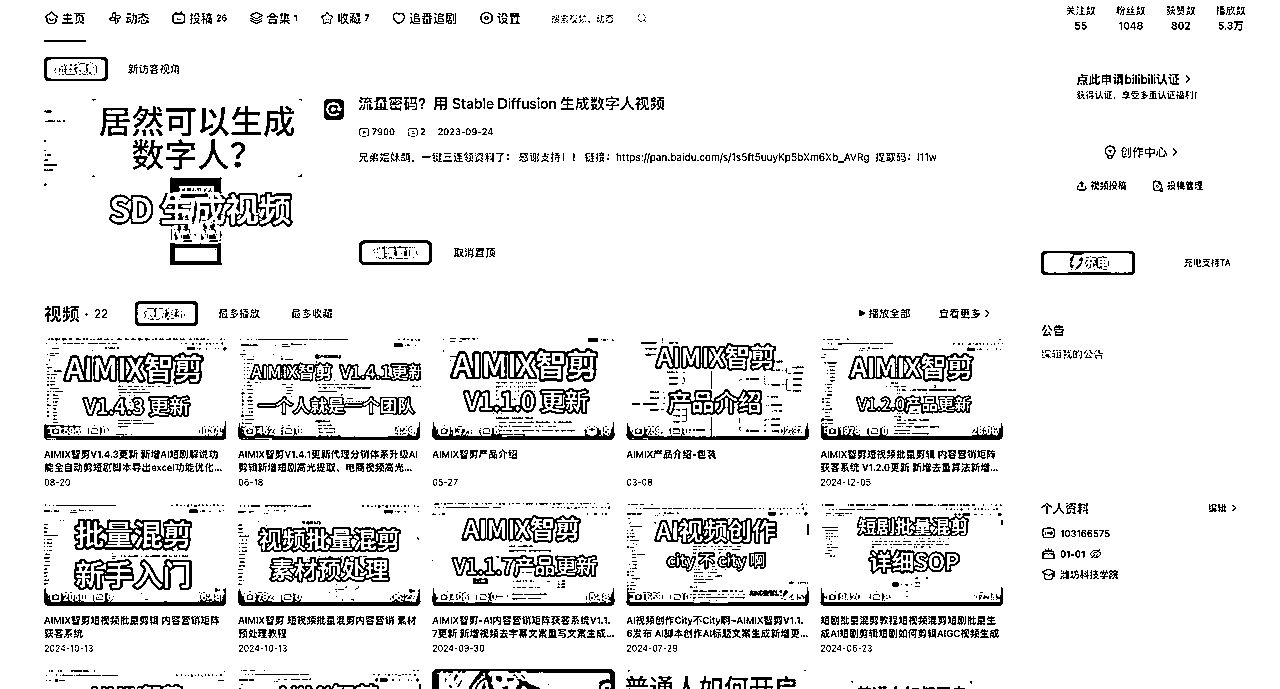 主页 动态 投稿 26 合集 1 收藏 7 追番追剧 设置 搜索视频、动态
关注数 粉丝数 获赞数 播放数
55 1048 802 5.3万
新访客视角
点此申请bilibili认证 >
获得认证，享受多重认证福利!
居然可以生成
数字人？
SD 生成视频
流量密码？用 Stable Diffusion 生成数字人视频
7900 2 2023-09-24
兄弟姐妹萌，一键三连领资料了： 感谢支持！！ 链接：
取消置顶
创作中心 >
视频投稿 投稿管理
充电 充电支持TA
视频 · 22 最多播放 最多收藏 播放全部 查看更多 >
公告
编辑我的公告
AIMIX智剪
V1.4.3 更新
AIMIX智剪V1.4.3更新 新增AI短剧解说功
能全自动剪短剧脚本导出excel功能优化...
08-20
AIMIX智剪 V1.4.1更新
一个人就是一个团队
AIMIX智剪V1.4.1更新代理分销体系升级AI
剪辑新增短剧高光提取、电商视频高光...
06-18
AIMIX智剪
V1.1.0 更新
AIMIX智剪产品介绍
05-27
AIMIX智剪
产品介绍
AIMIX产品介绍-包装
03-08
AIMIX智剪
V1.2.0产品更新
AIMIX智剪短视频批量剪辑 内容营销矩阵
获客系统 V1.2.0更新 新增去重算法新增...
2024-12-05
批量混剪
新手入门
AIMIX智剪短视频批量剪辑 内容营销矩阵
获客系统
2024-10-13
视频批量混剪
素材预处理
AIMIX智剪 短视频批量混剪内容营销 素材
预处理教程
2024-10-13
AIMIX智剪
V1.1.7产品更新
AIMIX智剪-AI内容营销矩阵获客系统V1.1.
7更新 新增视频去字幕文案重写文案生成...
2024-09-30
AI视频创作
city 不 city 啊
AI视频创作City不City啊~AIMIX智剪V1.1.
6发布 AI脚本创作AI标题文案生成新增更...
2024-07-29
短剧批量混剪
详细SOP
短剧批量混剪教程短视频混剪短剧批量生
成AI短剧剪辑短剧如何剪辑AIGC视频生成
2024-06-23
个人资料 编辑 >
103166575
01-01
潍坊科技学院
普通人如何开启